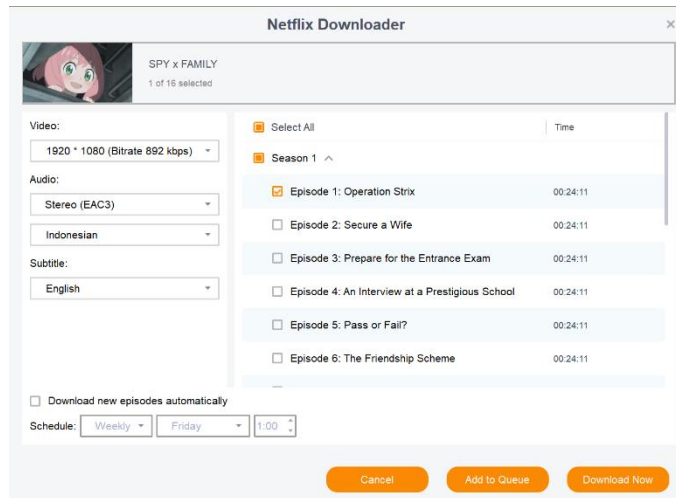 Netflix Downloader
SPY x FAMILY
1 of 16 selected
Video:
1920 * 1080 (Bitrate 892 kbps)
Audio:
Stereo (EAC3)
Indonesian
Subtitle:
English
Select All
Time
Season 1
Episode 1: Operation Strix
00:24:11
Episode 2: Secure a Wife
00:24:11
Episode 3: Prepare for the Entrance Exam
00:24:11
Episode 4: An Interview at a Prestigious School
00:24:11
Episode 5: Pass or Fail?
00:24:11
Episode 6: The Friendship Scheme
00:24:11
Download new episodes automatically
Schedule: Weekly Friday 1:00
Cancel
Add to Queue
Download Now